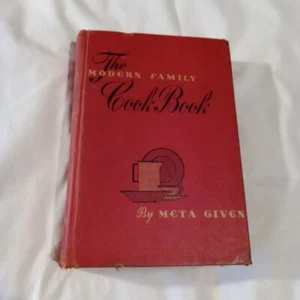 The
MODERN FAMILY
Cook Book
By META GIVEN